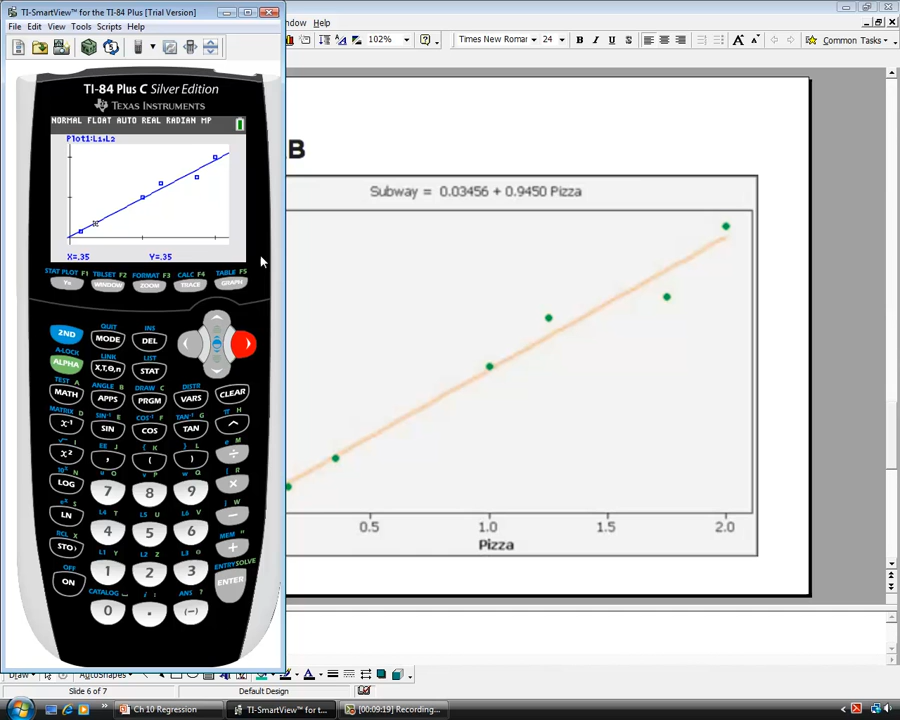 TI-SmartView™ for the TI-84 Plus [Trial Version]
File Edit View Tools Scripts Help
indow Help
102%
Times New Roma
24
B I U S
A A
Common Tasks
TI-84 Plus C Silver Edition
TEXAS INSTRUMENTS
NORMAL FLOAT AUTO REAL RADIAN MP
Plot1:L1,L2
X=.35 Y=.35
B
Subway = 0.03456 + 0.9450 Pizza
0.5 1.0 1.5 2.0
Pizza
STAT PLOT F1 TBLSET F2 FORMAT F3 CALC F4 TABLE F5
Y= WINDOW ZOOM TRACE GRAPH
QUIT INS
2ND MODE DEL
A-LOCK LINK LIST
ALPHA X,T,Θ,n STAT
TEST A ANGLE B DRAW C DISTR
MATH APPS PRGM VARS CLEAR
MATRIX D SIN⁻¹ E COS⁻¹ F TAN⁻¹ G π H
x⁻¹ SIN COS TAN ^
√ I EE J { K } L e M
x² , ( ) ÷
10ˣ N u O v P w Q [ R
LOG 7 8 9 ×
eˣ S L4 T L5 U L6 V ] W
LN 4 5 6 −
RCL X L1 Y L2 Z L3 θ MEM "
STO› 1 2 3 +
OFF CATALOG i : ANS ? ENTRY SOLVE
ON 0 . (−) ENTER
Draw AutoShapes
Slide 6 of 7 Default Design
Ch 10 Regression
TI-SmartView™ for t...
[00:09:19] Recording...
9:53 AM